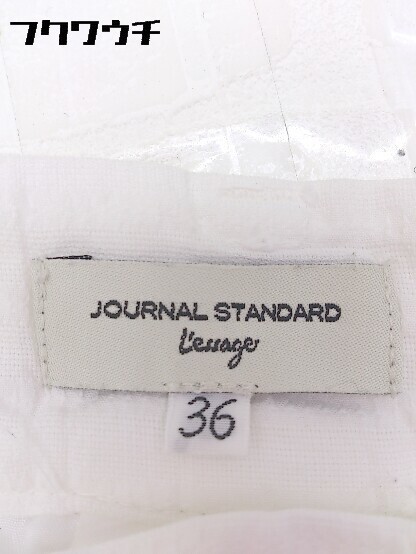 フクワウチ
JOURNAL STANDARD
L'essage
36